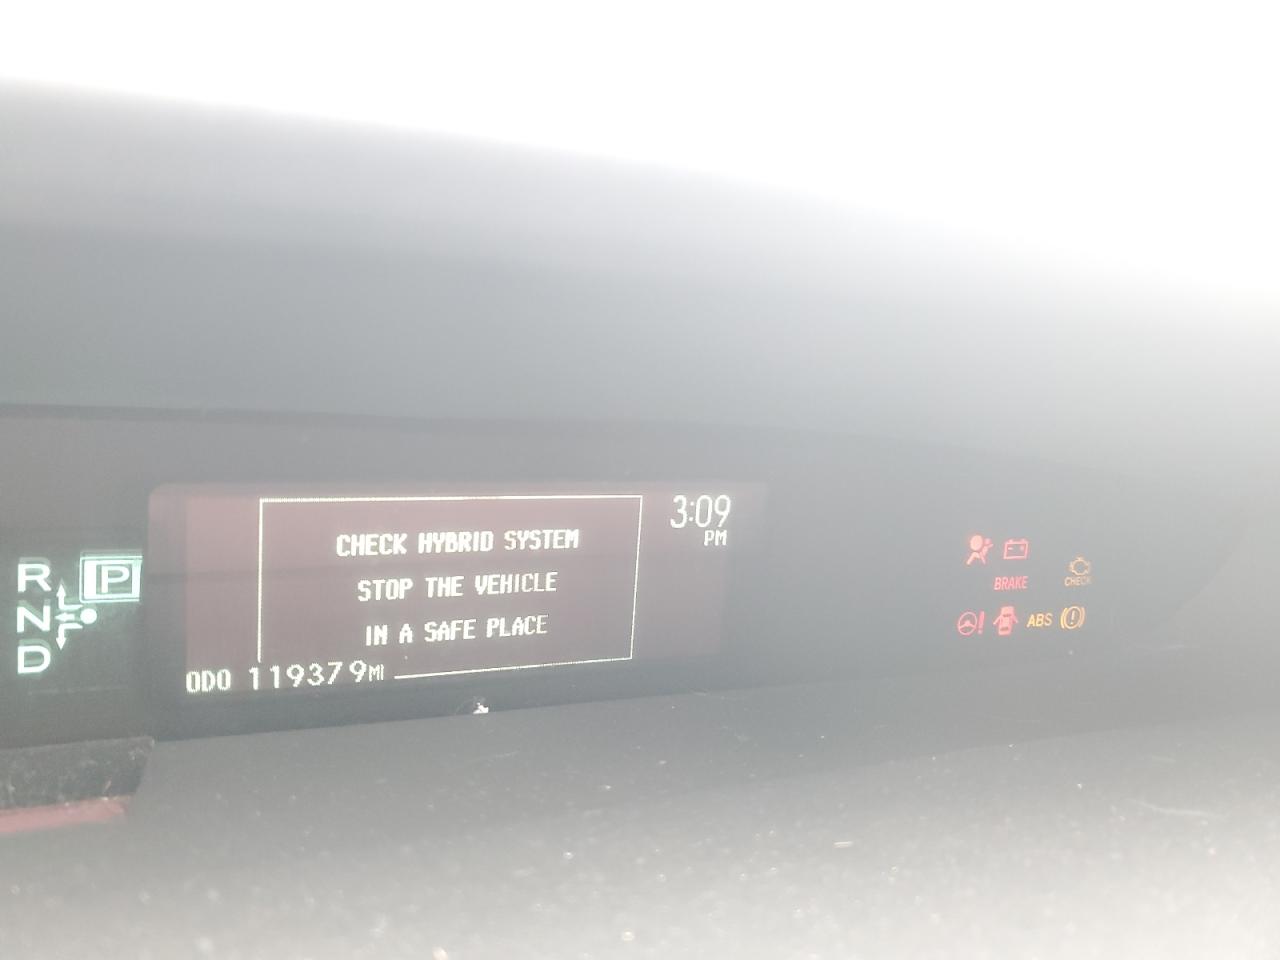 3:09
PM
CHECK HYBRID SYSTEM
STOP THE VEHICLE
IN A SAFE PLACE
ODO 119379MI
R P
N
D
BRAKE
CHECK
ABS